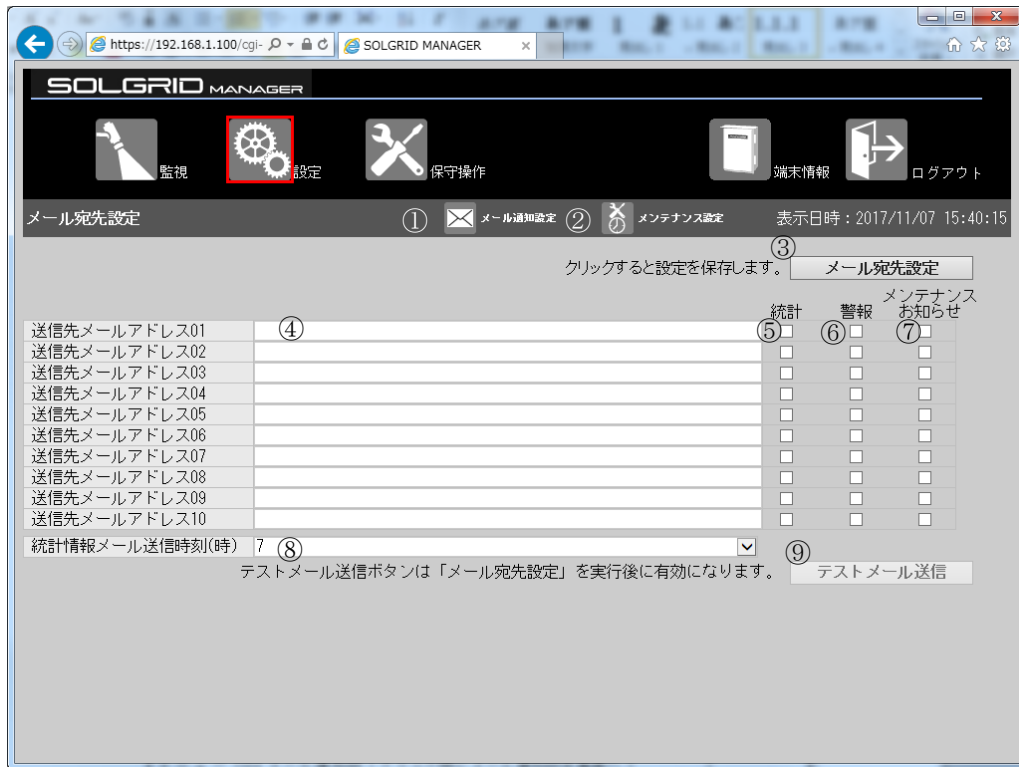 https://192.168.1.100/cgi-
SOLGRID MANAGER
SOLGRID MANAGER
監視
設定
保守操作
端末情報
ログアウト
メール宛先設定
① メール通知設定
② メンテナンス設定
表示日時：2017/11/07 15:40:15
クリックすると設定を保存します。
③
メール宛先設定
統計
警報
メンテナンス
お知らせ
送信先メールアドレス01 ④ ⑤ ⑥ ⑦
送信先メールアドレス02
送信先メールアドレス03
送信先メールアドレス04
送信先メールアドレス05
送信先メールアドレス06
送信先メールアドレス07
送信先メールアドレス08
送信先メールアドレス09
送信先メールアドレス10
統計情報メール送信時刻(時) 7 ⑧
テストメール送信ボタンは「メール宛先設定」を実行後に有効になります。
⑨
テストメール送信